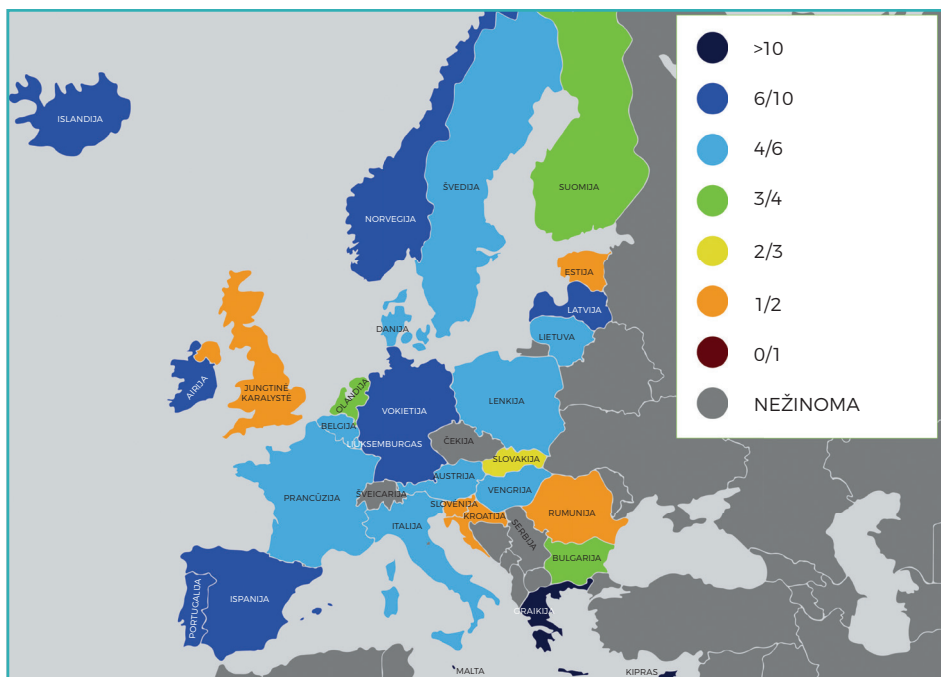 >10
6/10
4/6
3/4
2/3
1/2
0/1
NEŽINOMA
ISLANDIJA
ŠVEDIJA
SUOMIJA
NORVEGIJA
ESTIJA
LATVIJA
DANIJA
LIETUVA
AIRIJA
JUNGTINĖ
KARALYSTĖ
OLANDIJA
BELGIJA
VOKIETIJA
LENKIJA
LIUKSEMBURGAS
ČEKIJA
SLOVAKIJA
AUSTRIJA
VENGRIJA
PRANCŪZIJA
ŠVEICARIJA
SLOVĖNIJA
KROATIJA
RUMUNIJA
ITALIJA
SERBIJA
BULGARIJA
PORTUGALIJA
ISPANIJA
GRAIKIJA
MALTA
KIPRAS